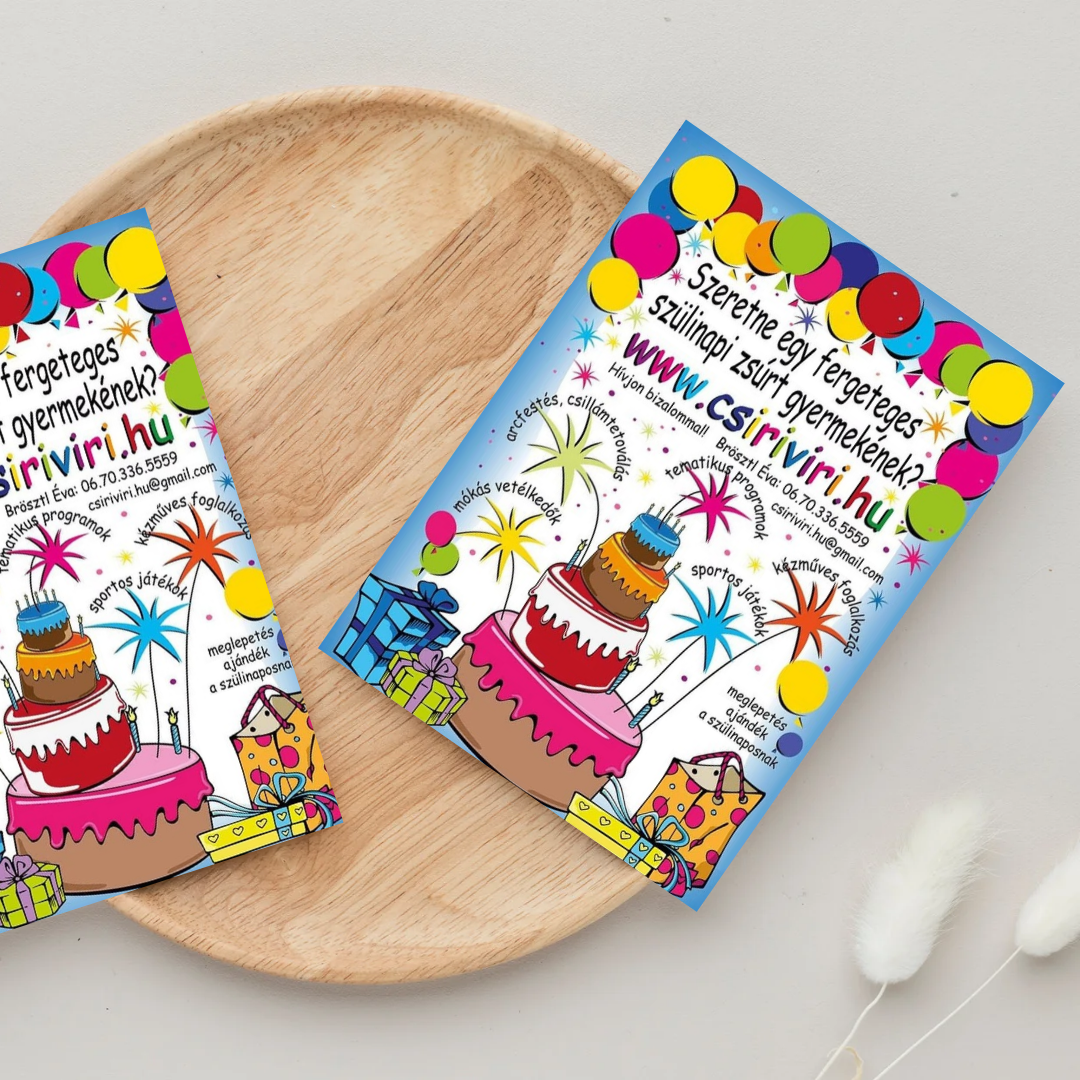 fergeteges
gyermekének?
siriviri.hu
Brösztl Éva: 06.70.336.5559
csiriviri.hu@gmail.com
tematikus programok
kézműves foglalkozás
sportos játékok
meglepetés
ajándék
a szülinaposnak
Szeretne egy fergeteges
szülinapi zsúrt gyermekének?
www.csiriviri.hu
Hívjon bizalommal!
Brösztl Éva: 06.70.336.5559
csiriviri.hu@gmail.com
arcfestés, csillámtetoválás
tematikus programok
mókás vetélkedők
sportos játékok
kézműves foglalkozás
meglepetés
ajándék
a szülinaposnak